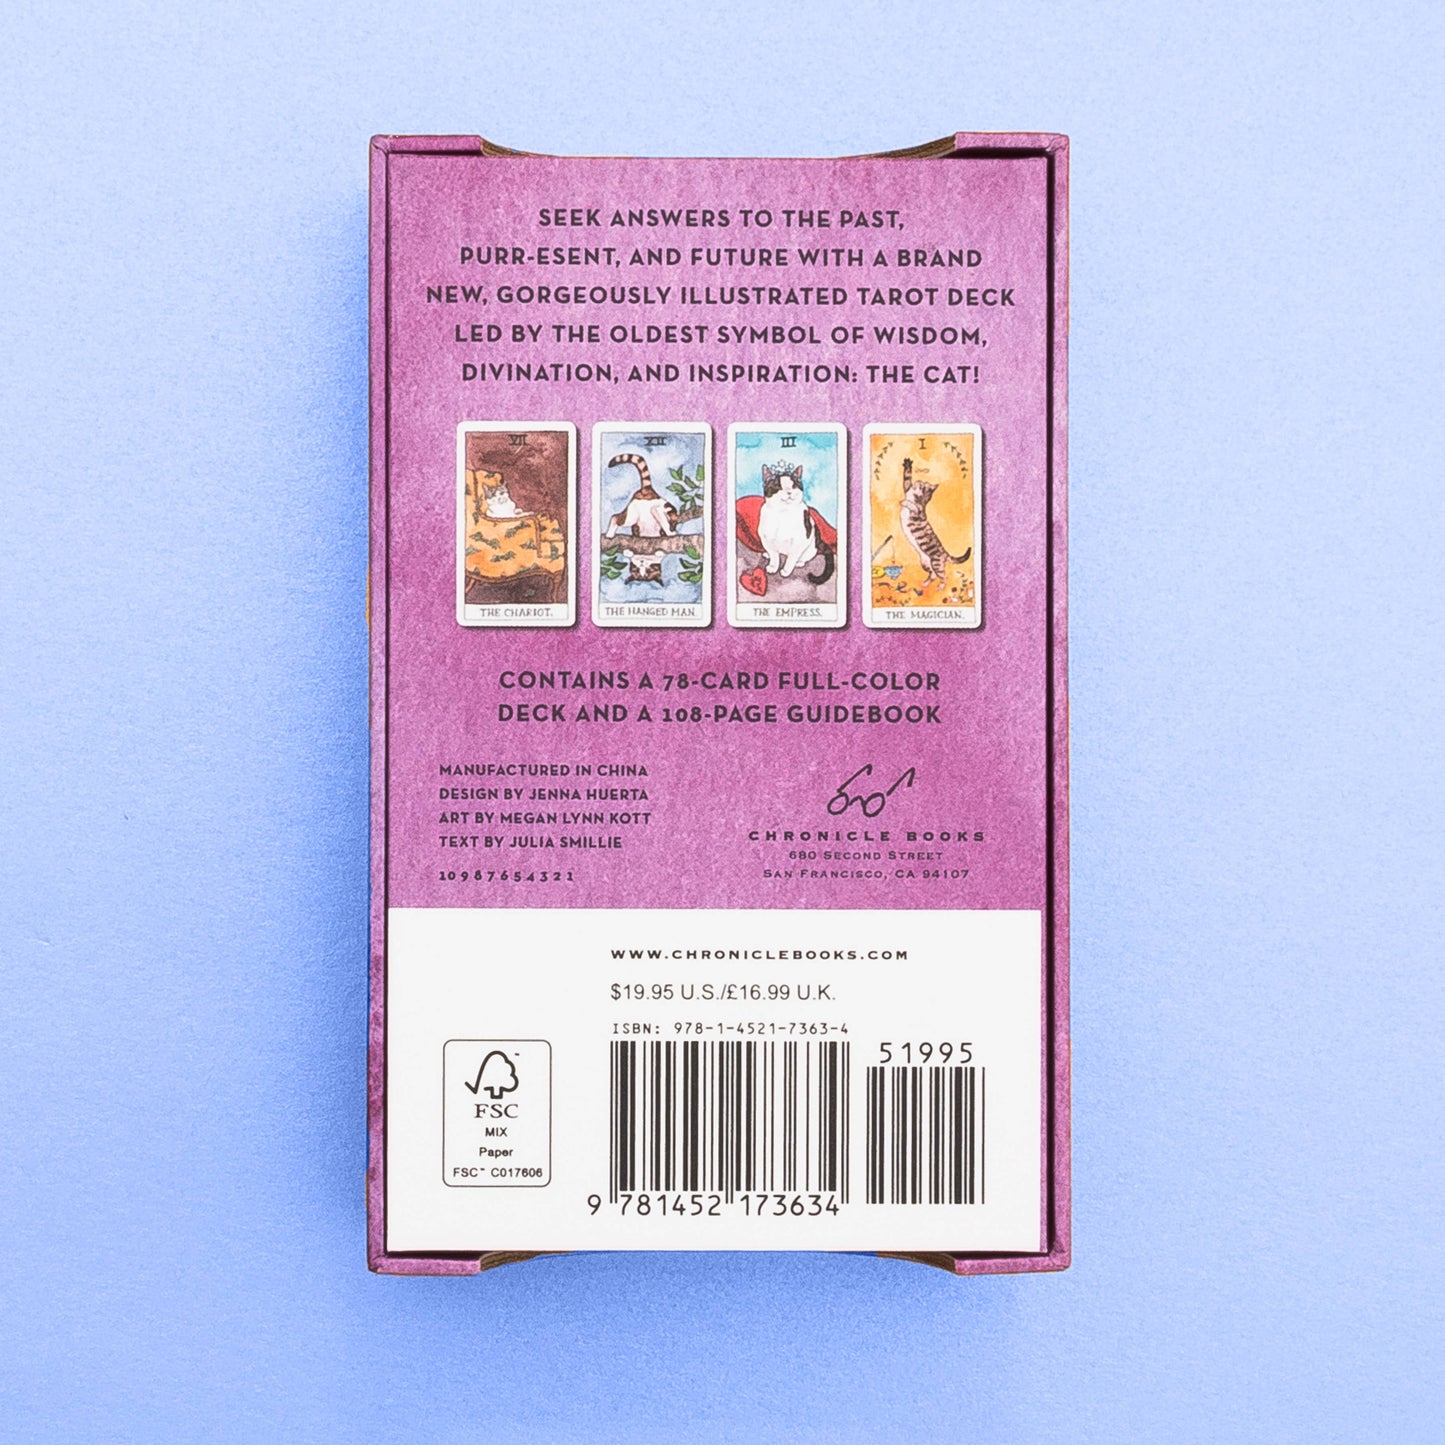 SEEK ANSWERS TO THE PAST,
PURR-ESENT, AND FUTURE WITH A BRAND
NEW, GORGEOUSLY ILLUSTRATED TAROT DECK
LED BY THE OLDEST SYMBOL OF WISDOM,
DIVINATION, AND INSPIRATION: THE CAT!
VII
THE CHARIOT.
XII
THE HANGED MAN.
III
THE EMPRESS.
I
THE MAGICIAN.
CONTAINS A 78-CARD FULL-COLOR
DECK AND A 108-PAGE GUIDEBOOK
MANUFACTURED IN CHINA
DESIGN BY JENNA HUERTA
ART BY MEGAN LYNN KOTT
TEXT BY JULIA SMILLIE
10 9 8 7 6 5 4 3 2 1
CHRONICLE BOOKS
680 SECOND STREET
SAN FRANCISCO, CA 94107
WWW.CHRONICLEBOOKS.COM
$19.95 U.S./£16.99 U.K.
ISBN: 978-1-4521-7363-4
51995
9 781452 173634
FSC
MIX
Paper
FSC™ C017606